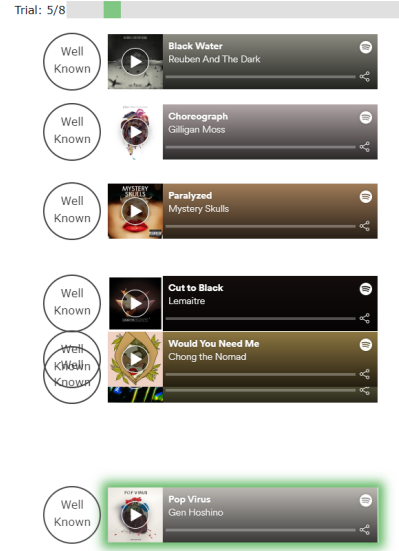 Trial: 5/8
Well Known
Black Water
Reuben And The Dark
Well Known
Choreograph
Gilligan Moss
Well Known
MYSTERY SKULLS
Paralyzed
Mystery Skulls
Well Known
Cut to Black
Lemaitre
Well Known
Would You Need Me
Chong the Nomad
Well Known
Well Known
POP VIRUS
Pop Virus
Gen Hoshino